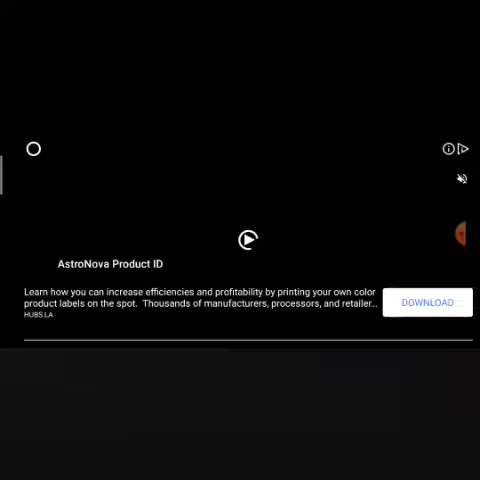 AstroNova Product ID
Learn how you can increase efficiencies and profitability by printing your own color
product labels on the spot. Thousands of manufacturers, processors, and retailer...
HUBS.LA
DOWNLOAD